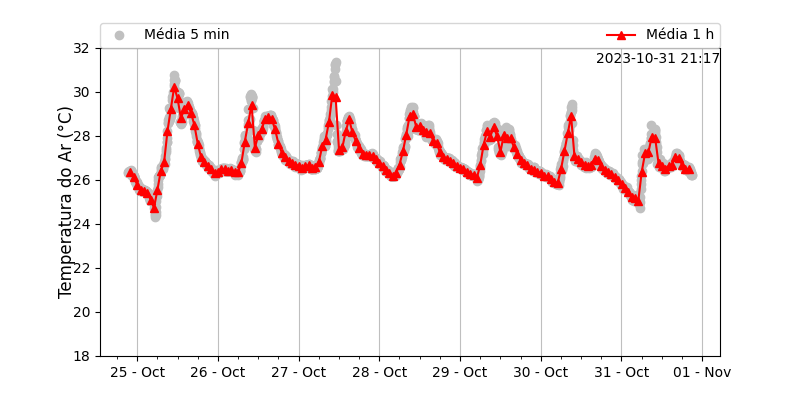 Média 5 min
Média 1 h
2023-10-31 21:17
Temperatura do Ar (°C)
32
30
28
26
24
22
20
18
25 - Oct
26 - Oct
27 - Oct
28 - Oct
29 - Oct
30 - Oct
31 - Oct
01 - Nov